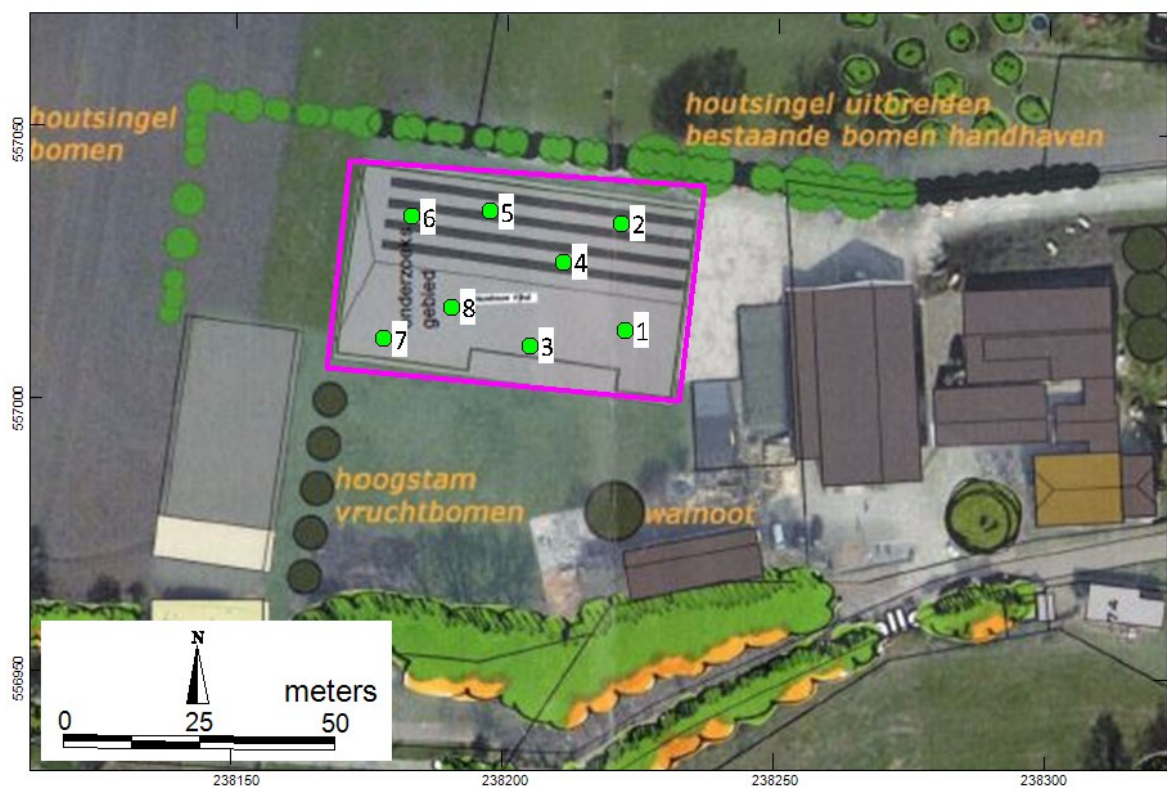 houtsingel
bomen
houtsingel uitbreiden
bestaande bomen handhaven
557050
6
5
2
4
onderzoeks
gebied
8
7
3
1
557000
hoogstam
vruchtbomen
walnoot
7A
556950
N
meters
0 25 50
238150 238200 238250 238300